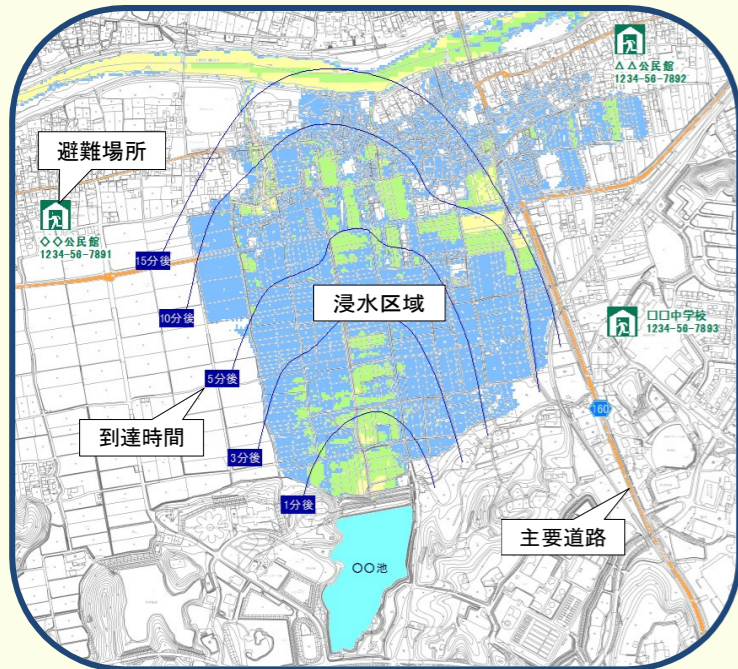 △△公民館
1234-56-7892
避難場所
◇◇公民館
1234-56-7891
15分後
浸水区域
10分後
□□中学校
1234-56-7893
5分後
160
到達時間
3分後
1分後
主要道路
○○池